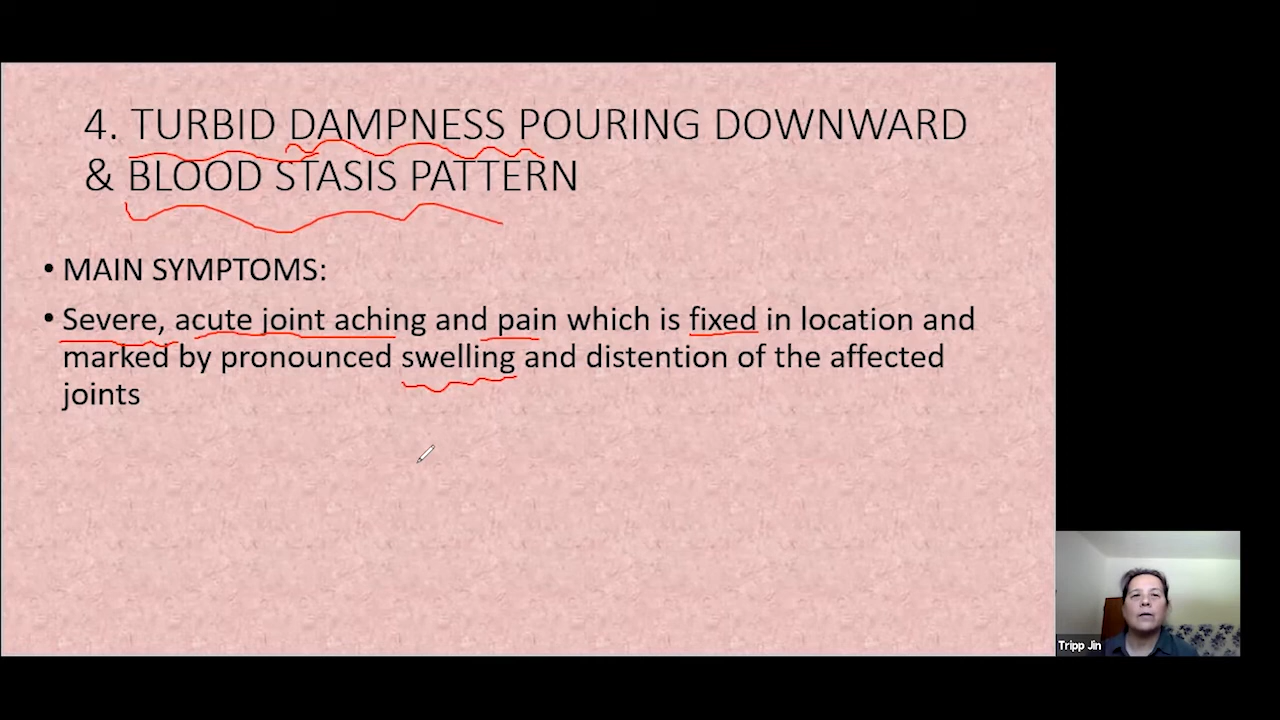 4. TURBID DAMPNESS POURING DOWNWARD
& BLOOD STASIS PATTERN
• MAIN SYMPTOMS:
• Severe, acute joint aching and pain which is fixed in location and
marked by pronounced swelling and distention of the affected
joints
Tripp Jin